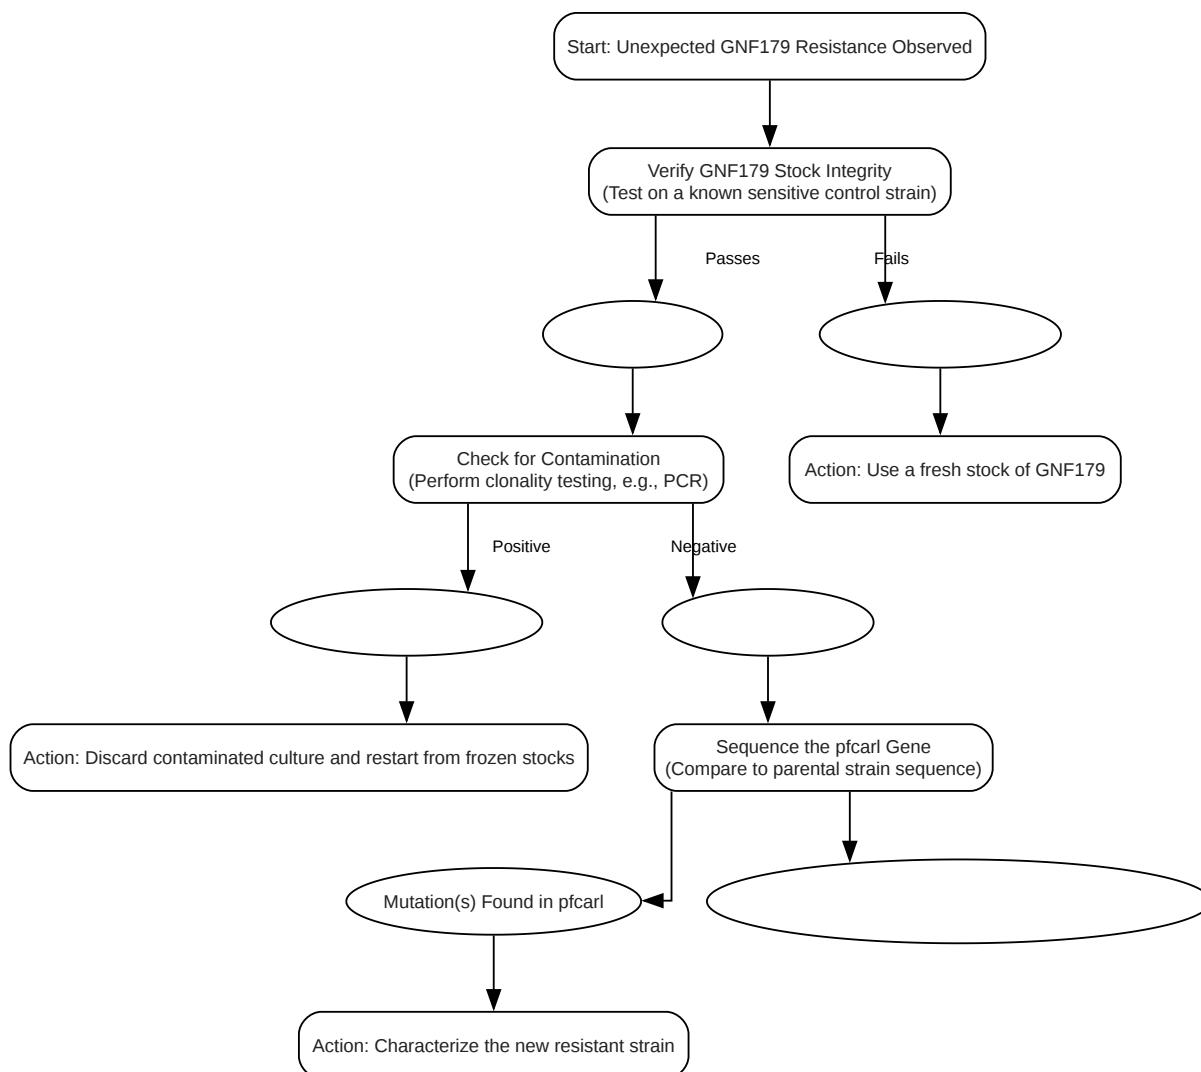 Start: Unexpected GNF179 Resistance Observed
Verify GNF179 Stock Integrity
(Test on a known sensitive control strain)
Passes
Fails
Check for Contamination
(Perform clonality testing, e.g., PCR)
Action: Use a fresh stock of GNF179
Positive
Negative
Action: Discard contaminated culture and restart from frozen stocks
Sequence the pfcarl Gene
(Compare to parental strain sequence)
Mutation(s) Found in pfcarl
Action: Characterize the new resistant strain